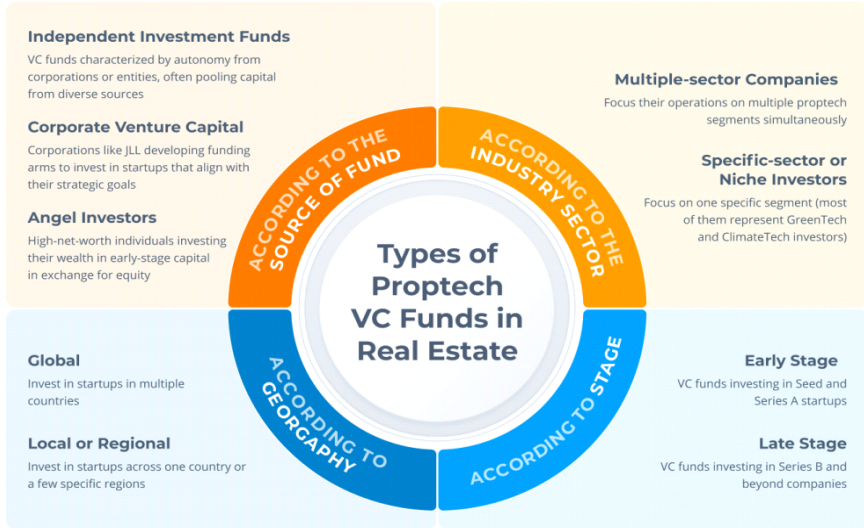 Independent Investment Funds
VC funds characterized by autonomy from
corporations or entities, often pooling capital
from diverse sources
Corporate Venture Capital
Corporations like JLL developing funding
arms to invest in startups that align with
their strategic goals
Angel Investors
High-net-worth individuals investing
their wealth in early-stage capital
in exchange for equity
ACCORDING TO THE
SOURCE OF FUND
ACCORDING TO THE
INDUSTRY SECTOR
Multiple-sector Companies
Focus their operations on multiple proptech
segments simultaneously
Specific-sector or
Niche Investors
Focus on one specific segment (most
of them represent GreenTech
and ClimateTech investors)
Types of
Proptech
VC Funds in
Real Estate
Global
Invest in startups in multiple
countries
Local or Regional
Invest in startups across one country or
a few specific regions
ACCORDING TO
GEORGAPHY
ACCORDING TO STAGE
Early Stage
VC funds investing in Seed and
Series A startups
Late Stage
VC funds investing in Series B and
beyond companies